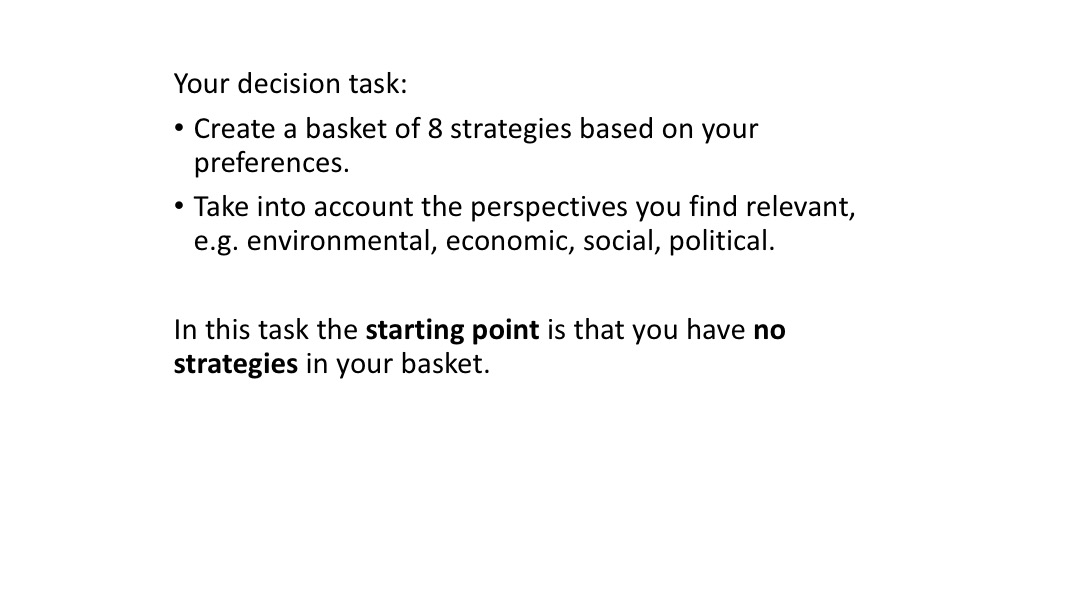 Your decision task:
• Create a basket of 8 strategies based on your
preferences.
• Take into account the perspectives you find relevant,
e.g. environmental, economic, social, political.
In this task the starting point is that you have no
strategies in your basket.